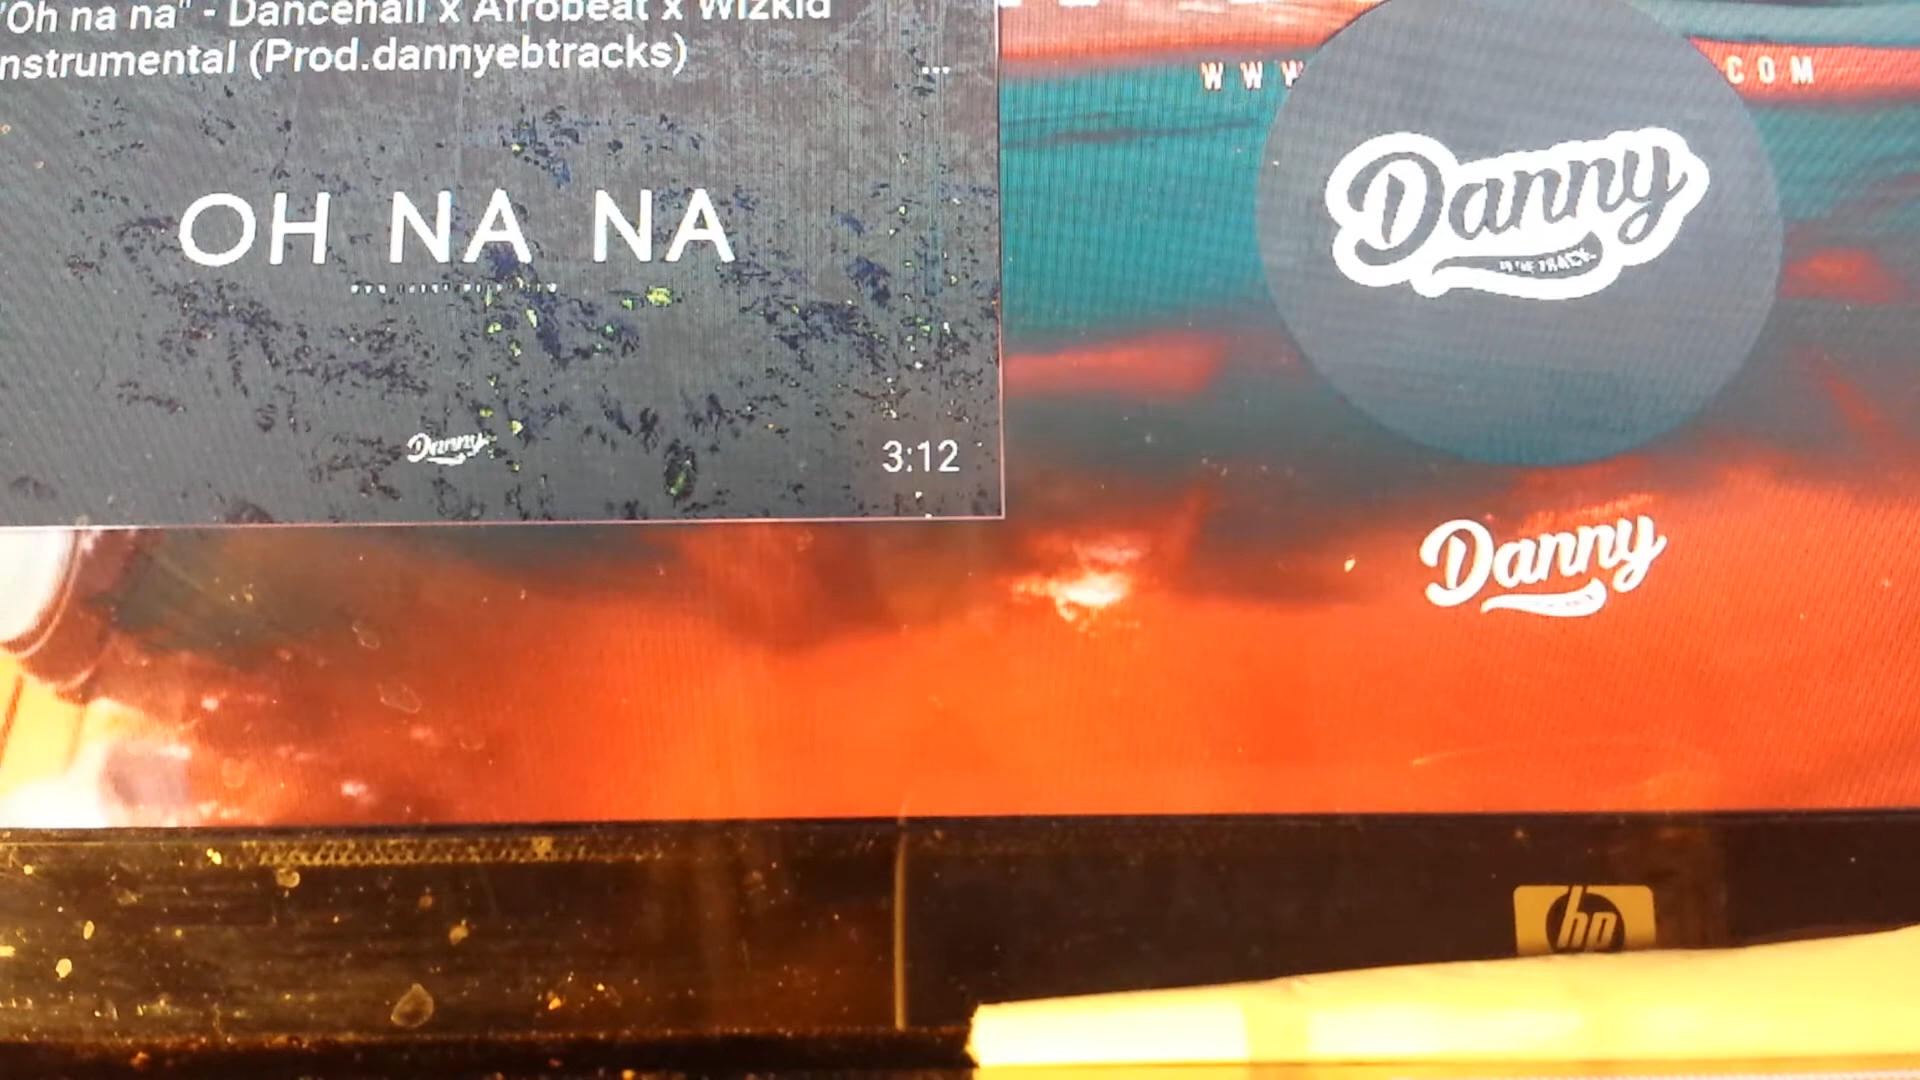 "Oh na na" - Dancehall x Afrobeat x Wizkid
nstrumental (Prod.dannyebtracks)
...
WWW
COM
OH NA NA
Danny
TRACK
Danny
3:12
Danny
hp